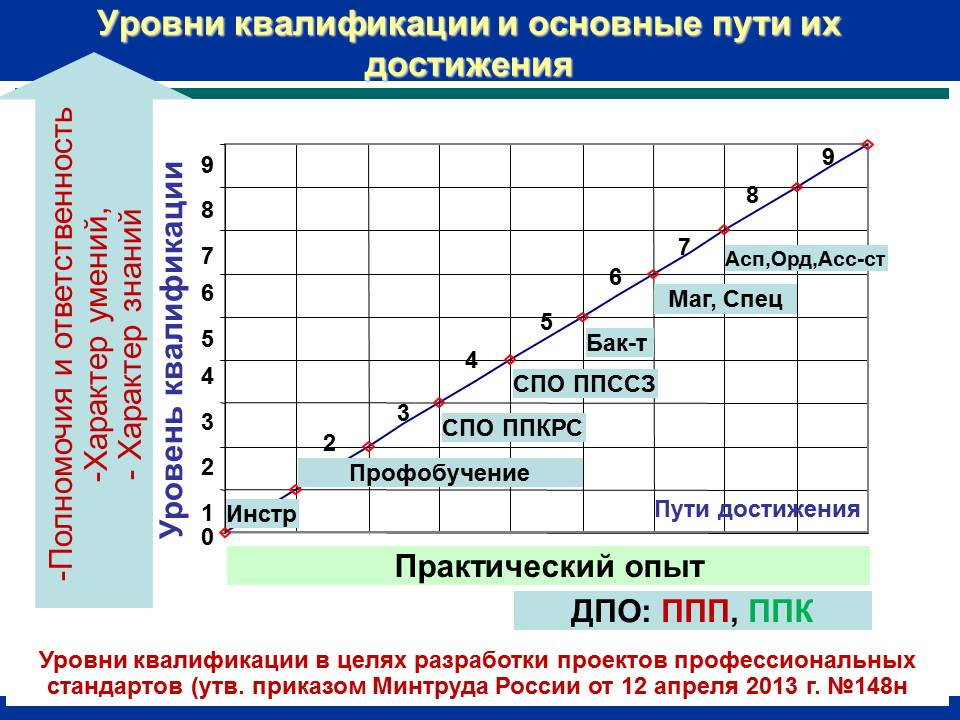 Уровни квалификации и основные пути их
достижения
-Полномочия и ответственность
-Характер умений,
- Характер знаний
Уровень квалификации
9
8
7
6
5
4
3
2
1
0
9
8
7
6
5
4
3
2
Асп,Орд,Асс-ст
Маг, Спец
Бак-т
СПО ППССЗ
СПО ППКРС
Профобучение
Инстр
Пути достижения
Практический опыт
ДПО: ППП, ППК
Уровни квалификации в целях разработки проектов профессиональных
стандартов (утв. приказом Минтруда России от 12 апреля 2013 г. №148н